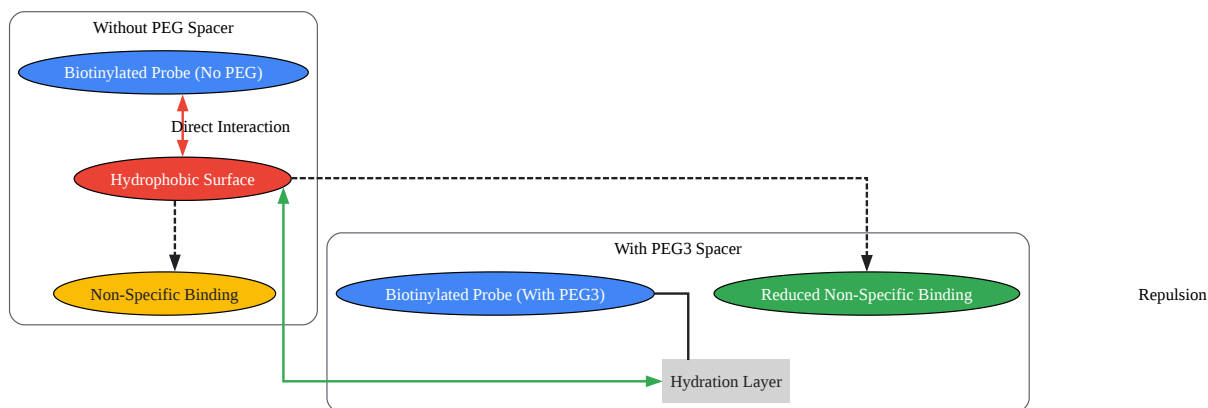 Without PEG Spacer
Biotinylated Probe (No PEG)
Direct Interaction
Hydrophobic Surface
Non-Specific Binding
With PEG3 Spacer
Biotinylated Probe (With PEG3)
Reduced Non-Specific Binding
Repulsion
Hydration Layer